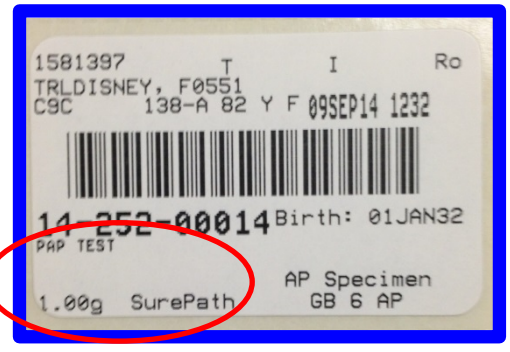 1581397 T I Ro
TRLDISNEY, F0551
C9C 138-A 82 Y F 09SEP14 1232
14-252-00014 Birth: 01JAN32
PAP TEST
AP Specimen
1.00g SurePath GB 6 AP